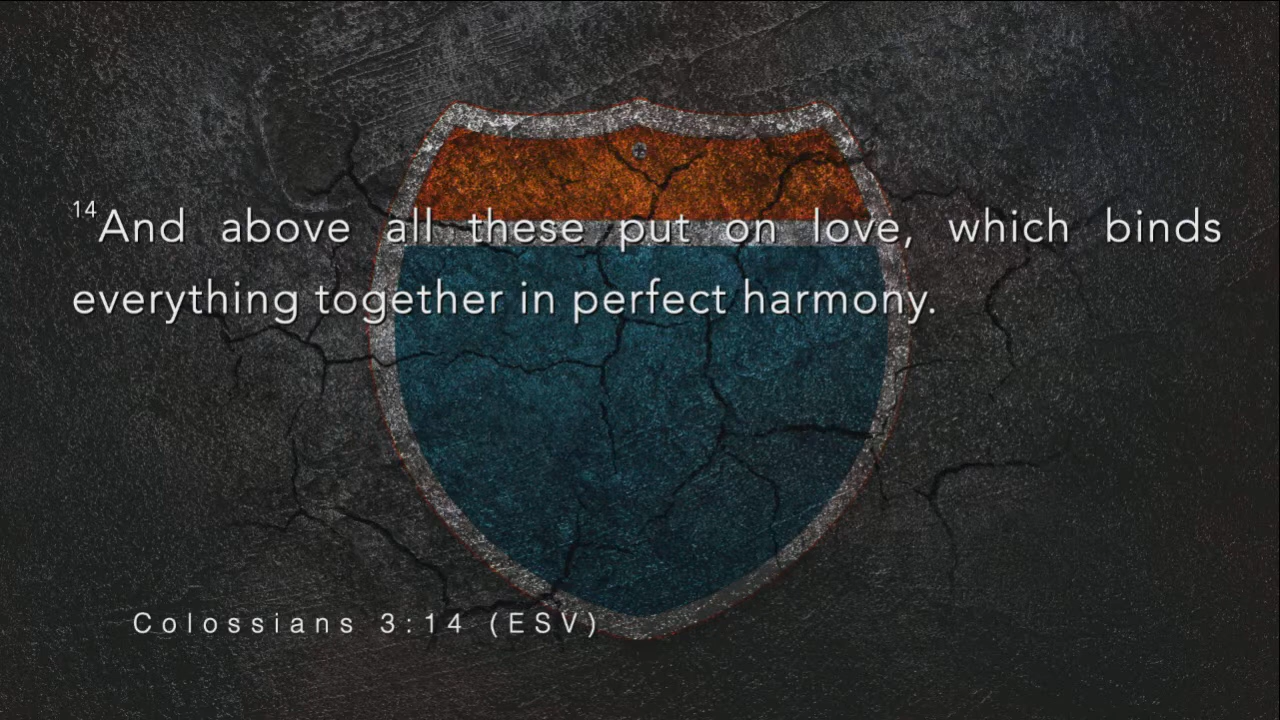 14And above all these put on love, which binds
everything together in perfect harmony.
Colossians 3:14 (ESV)